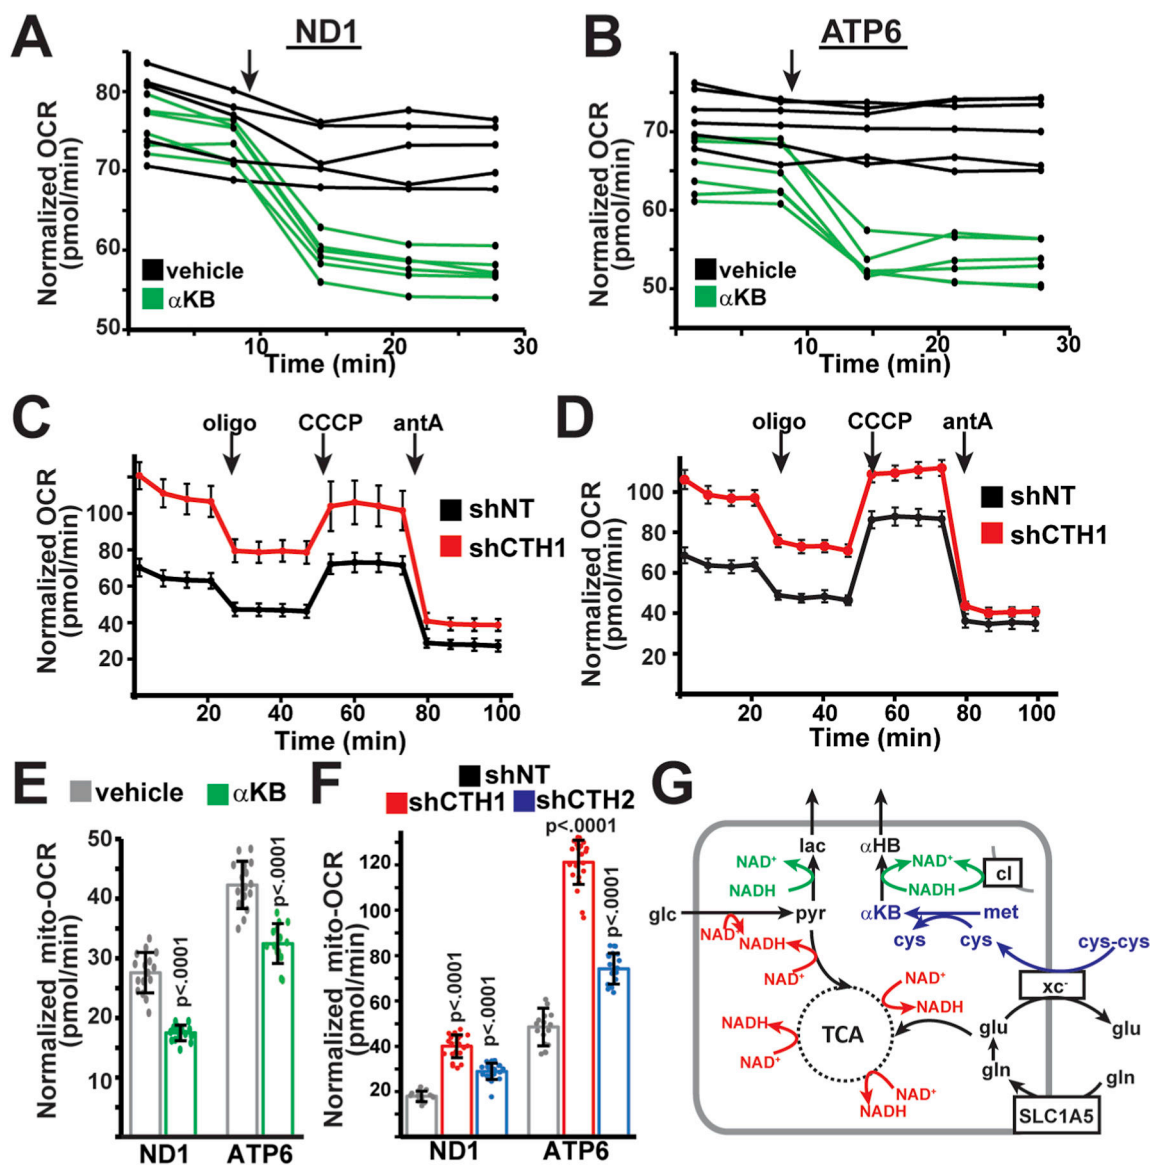 A
ND1
Normalized OCR
(pmol/min)
80
70
60
50
10
20
30
Time (min)
vehicle
αKB
B
ATP6
Normalized OCR
(pmol/min)
70
60
50
10
20
30
Time (min)
vehicle
αKB
C
oligo
CCCP
antA
Normalized OCR
(pmol/min)
100
80
60
40
20
20
40
60
80
100
Time (min)
shNT
shCTH1
D
oligo
CCCP
antA
Normalized OCR
(pmol/min)
100
80
60
40
20
20
40
60
80
100
Time (min)
shNT
shCTH1
E
vehicle
αKB
Normalized mito-OCR
(pmol/min)
50
40
30
20
10
p<.0001
p<.0001
ND1
ATP6
F
shNT
shCTH1
shCTH2
Normalized mito-OCR
(pmol/min)
120
100
80
60
40
20
p<.0001
p<.0001
p<.0001
p<.0001
ND1
ATP6
G
lac
αHB
NAD⁺
NADH
NAD⁺
NADH
cI
glc
pyr
αKB
met
NAD⁺
NADH
NAD⁺
cys
cys
cys-cys
xc⁻
NAD⁺
NADH
NADH
NAD⁺
TCA
glu
glu
gln
gln
NAD⁺
NADH
SLC1A5